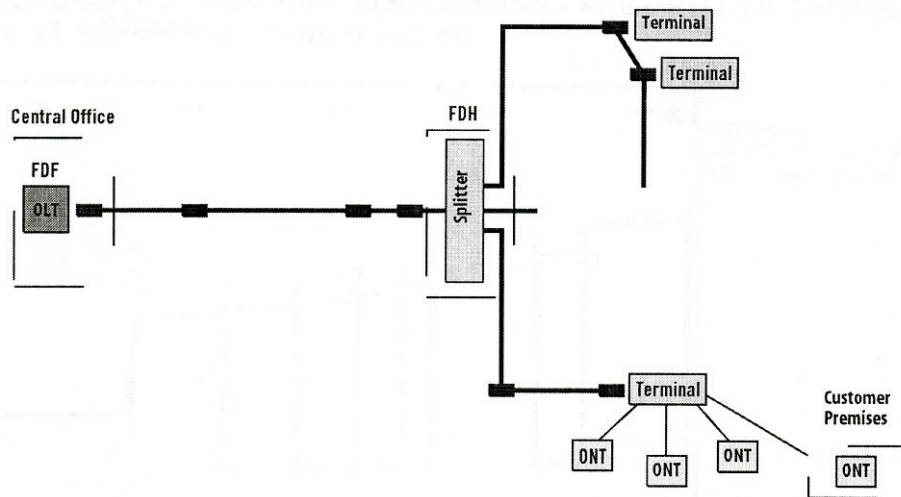 Terminal
Terminal
Central Office
FDH
FDF
OLT
Splitter
Terminal
Customer
Premises
ONT
ONT
ONT
ONT